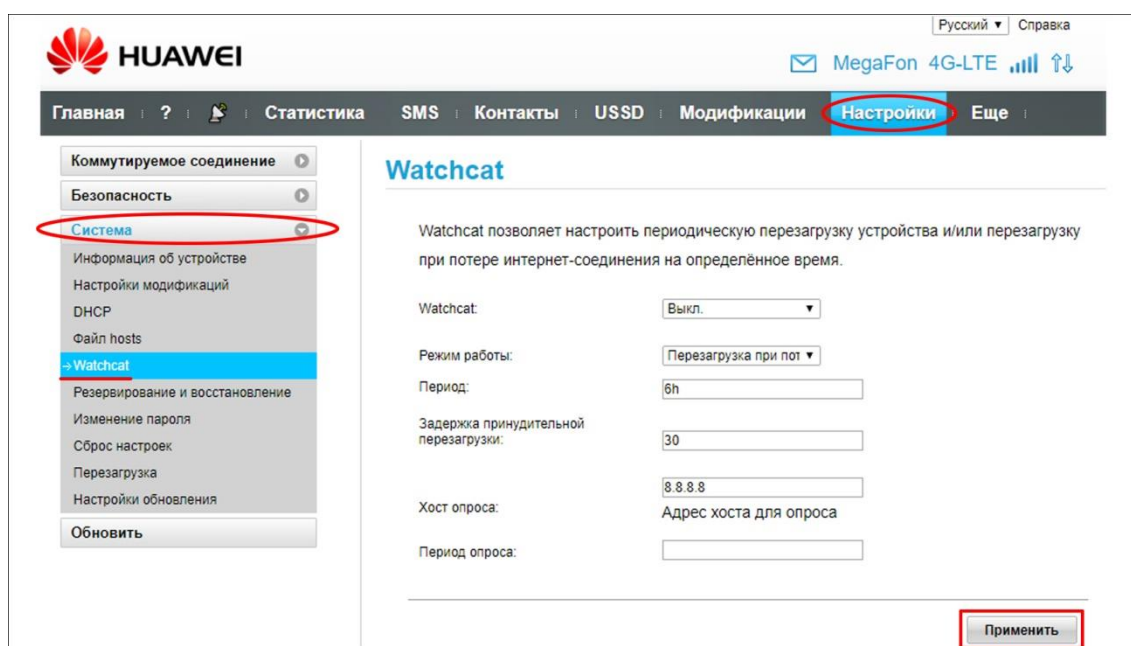 Русский Справка
HUAWEI
MegaFon 4G-LTE
Главная ? Статистика SMS Контакты USSD Модификации Настройки Еще
Коммутируемое соединение
Безопасность
Система
Информация об устройстве
Настройки модификаций
DHCP
Файл hosts
→Watchcat
Резервирование и восстановление
Изменение пароля
Сброс настроек
Перезагрузка
Настройки обновления
Обновить
Watchcat
Watchcat позволяет настроить периодическую перезагрузку устройства и/или перезагрузку
при потере интернет-соединения на определённое время.
Watchcat: Выкл.
Режим работы: Перезагрузка при пот
Период: 6h
Задержка принудительной
перезагрузки: 30
8.8.8.8
Хост опроса: Адрес хоста для опроса
Период опроса:
Применить